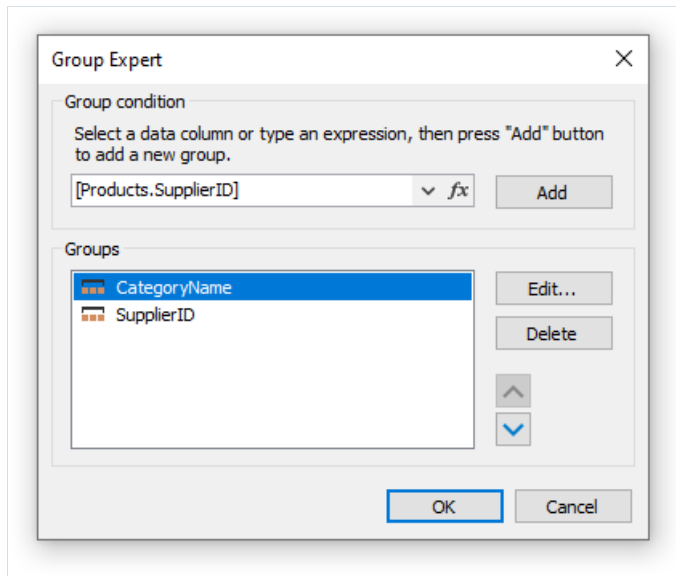 Group Expert
Group condition
Select a data column or type an expression, then press "Add" button
to add a new group.
[Products.SupplierID]
fx
Add
Groups
CategoryName
SupplierID
Edit...
Delete
OK
Cancel